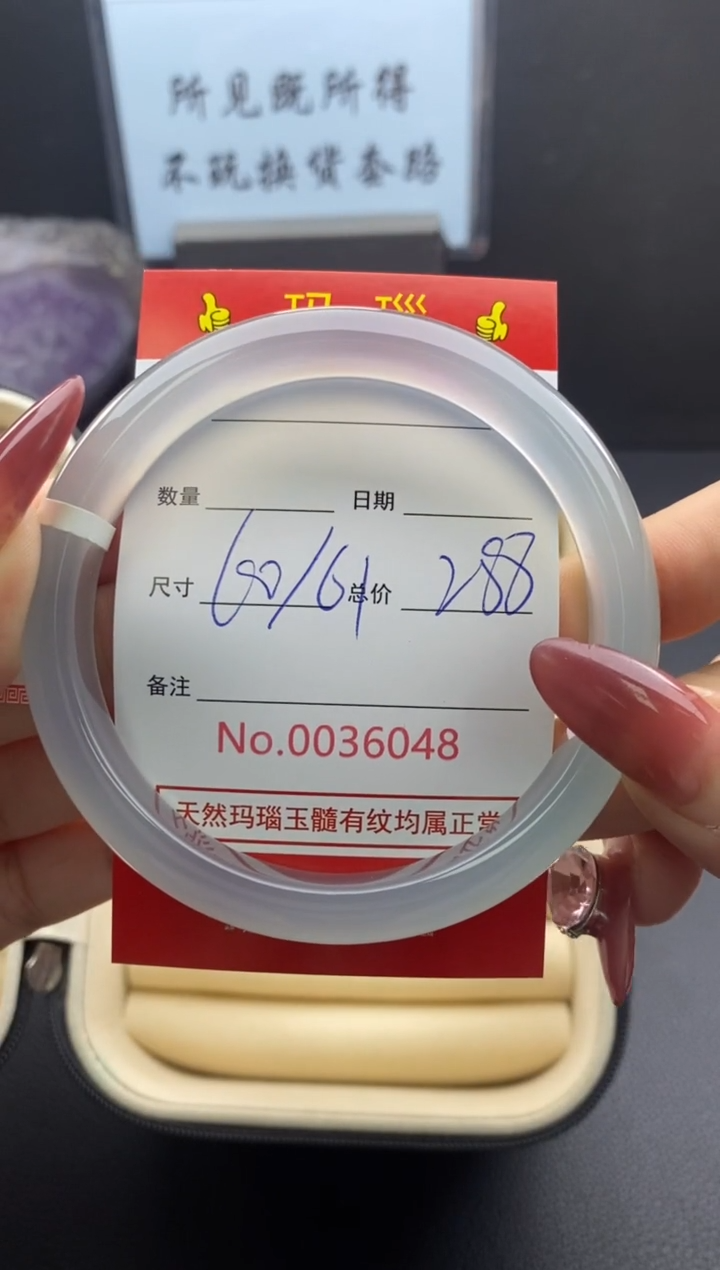 所见既所得
不玩换货套路
玛瑙
数量 日期
尺寸 60/61 总价 288
备注
No.0036048
天然玛瑙玉髓有纹均属正常